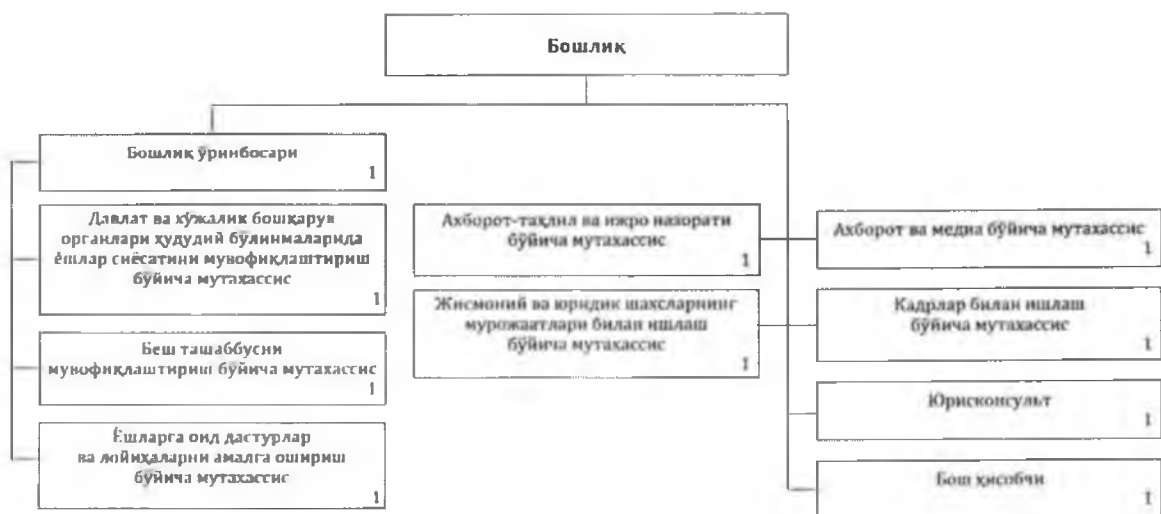 Бошлиқ
Бошлиқ ўринбосари
1
Давлат ва хўжалик бошқарув
органлари ҳудудий бўлинмаларида
ёшлар сиёсатини мувофиқлаштириш
бўйича мутахассис
1
Беш ташаббусни
мувофиқлаштириш бўйича мутахассис
1
Ёшларга оид дастурлар
ва лойиҳаларни амалга ошириш
бўйича мутахассис
1
Ахборот-таҳлил ва ижро назорати
бўйича мутахассис
1
Жисмоний ва юридик шахсларнинг
мурожаатлари билан ишлаш
бўйича мутахассис
1
Ахборот ва медиа бўйича мутахассис
1
Кадрлар билан ишлаш
бўйича мутахассис
1
Юрисконсульт
1
Бош ҳисобчи
1